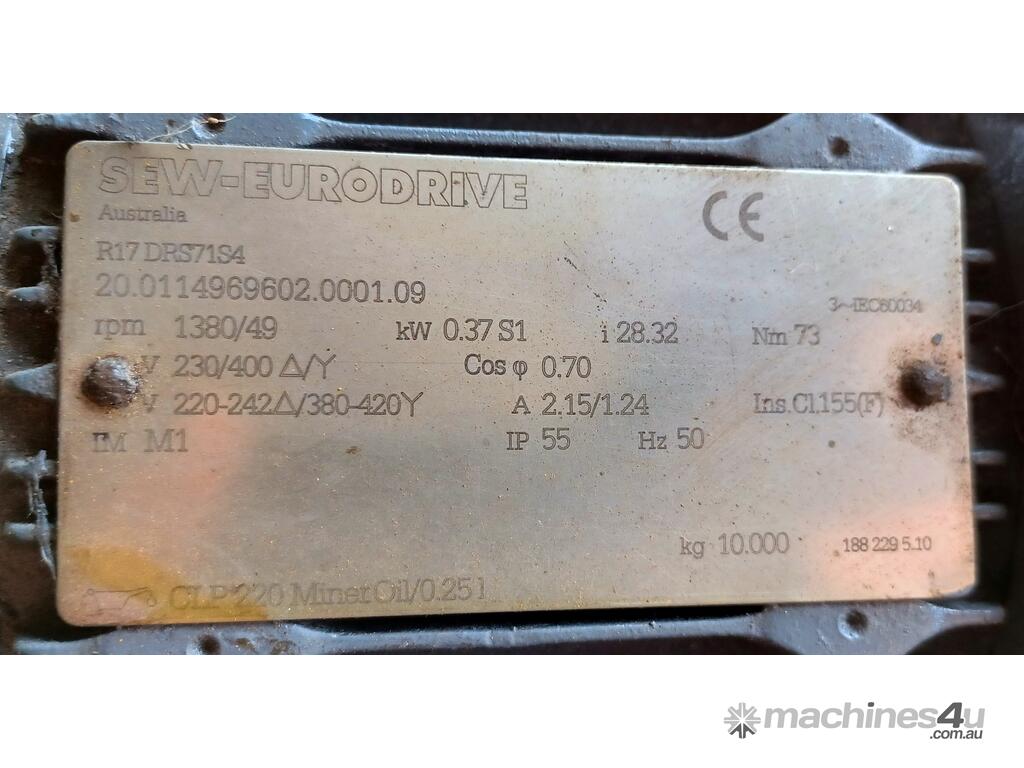 SEW-EURODRIVE
Australia
CE
R17 DRS71S4
20.0114969602.0001.09
3~IEC60034
rpm 1380/49 kW 0.37 S1 i 28.32 Nm 73
V 230/400 Δ/Y Cos φ 0.70
V 220-242Δ/380-420Y A 2.15/1.24 Ins.Cl.155(F)
IM M1 IP 55 Hz 50
kg 10.000 188 229 5.10
CLP 220 Miner.Oil/0.25 l
machines4u
.com.au